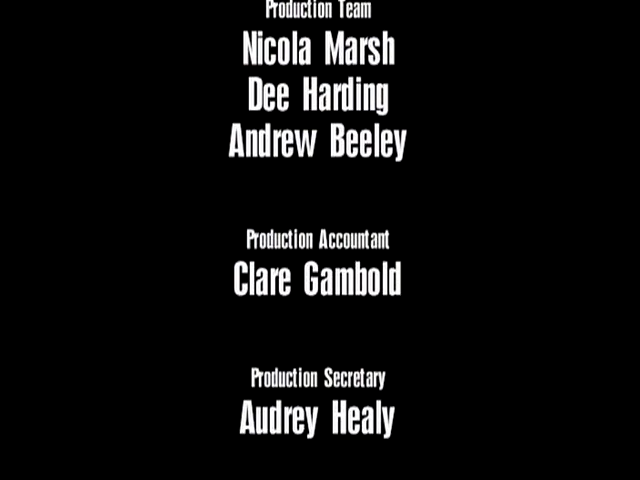 Production Team
Nicola Marsh
Dee Harding
Andrew Beeley
Production Accountant
Clare Gambold
Production Secretary
Audrey Healy